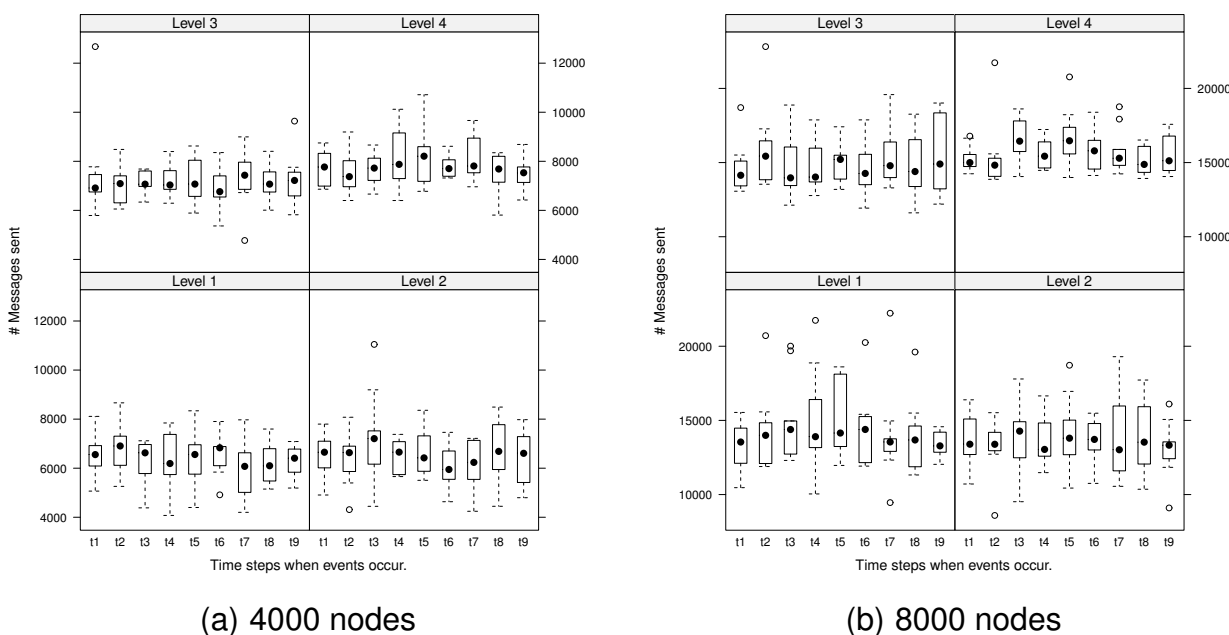 Level 3 Level 4
12000
10000
8000
6000
4000
Level 1 Level 2
12000
10000
8000
6000
4000
# Messages sent
t1 t2 t3 t4 t5 t6 t7 t8 t9 t1 t2 t3 t4 t5 t6 t7 t8 t9
Time steps when events occur.
(a) 4000 nodes
Level 3 Level 4
20000
15000
10000
Level 1 Level 2
20000
15000
10000
# Messages sent
t1 t2 t3 t4 t5 t6 t7 t8 t9 t1 t2 t3 t4 t5 t6 t7 t8 t9
Time steps when events occur.
(b) 8000 nodes